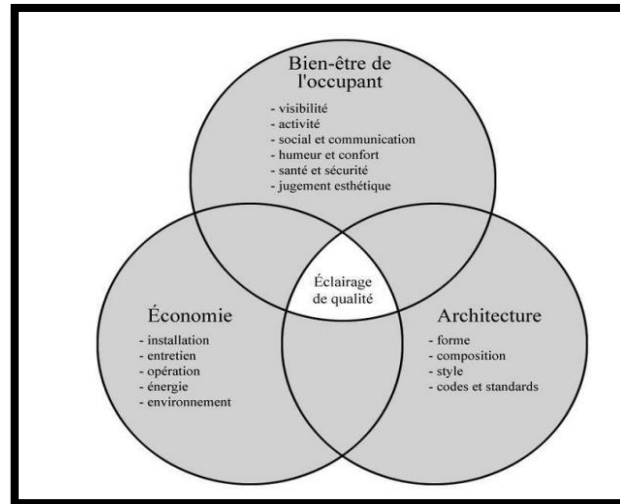 Bien-être de
l'occupant
- visibilité
- activité
- social et communication
- humeur et confort
- santé et sécurité
- jugement esthétique
Éclairage
de qualité
Économie
- installation
- entretien
- opération
- énergie
- environnement
Architecture
- forme
- composition
- style
- codes et standards